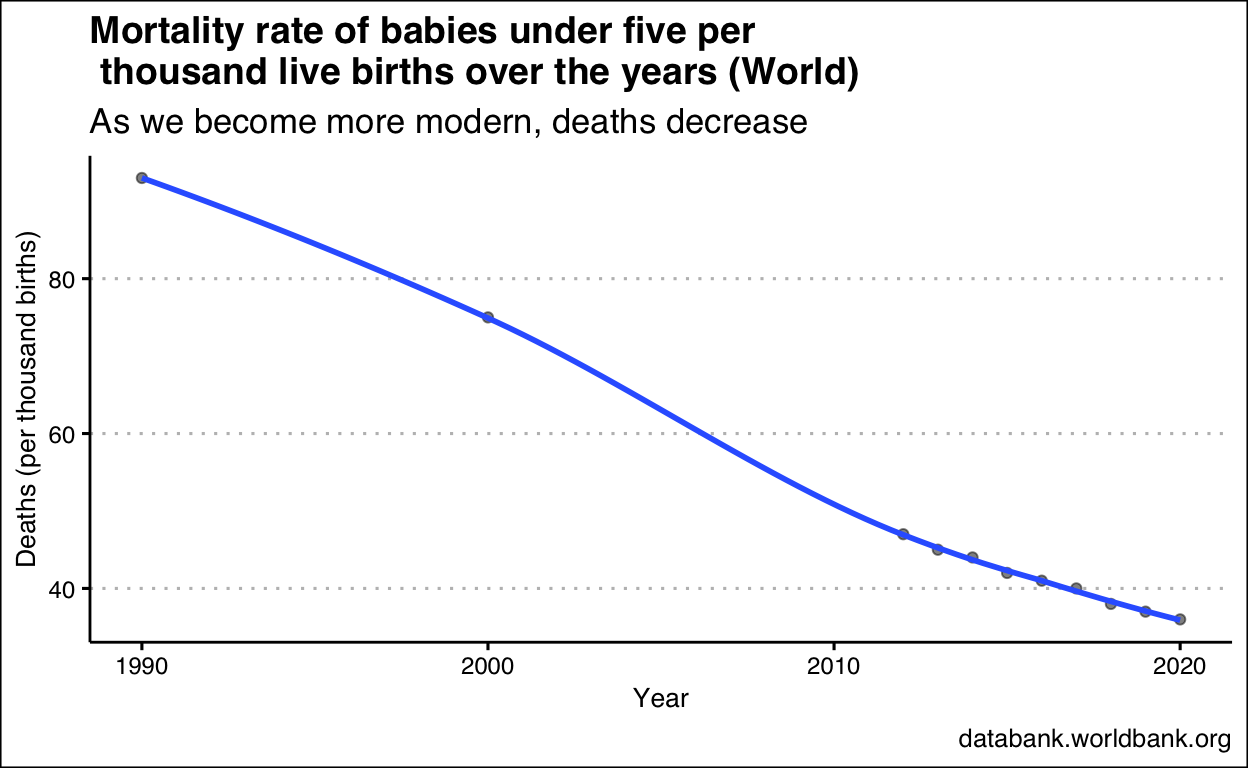 Mortality rate of babies under five per
thousand live births over the years (World)
As we become more modern, deaths decrease
Deaths (per thousand births)
80
60
40
1990 2000 2010 2020
Year
databank.worldbank.org